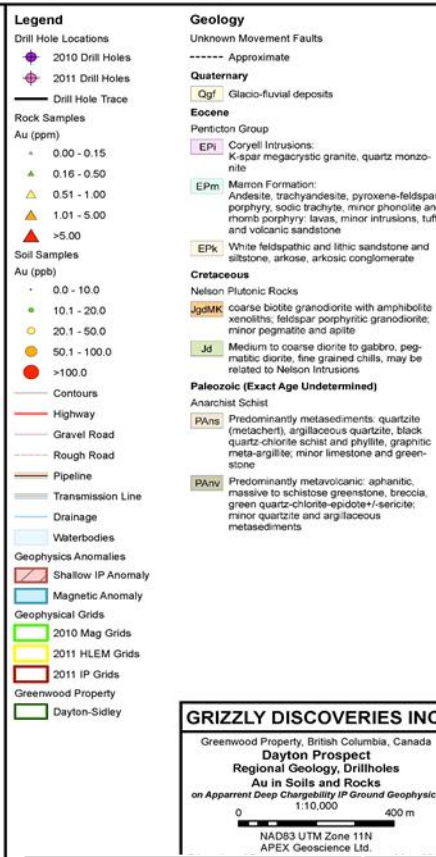 Legend
Drill Hole Locations
2010 Drill Holes
2011 Drill Holes
Drill Hole Trace
Rock Samples
Au (ppm)
0.00 - 0.15
0.16 - 0.50
0.51 - 1.00
1.01 - 5.00
>5.00
Soil Samples
Au (ppb)
0.0 - 10.0
10.1 - 20.0
20.1 - 50.0
50.1 - 100.0
>100.0
Contours
Highway
Gravel Road
Rough Road
Pipeline
Transmission Line
Drainage
Waterbodies
Geophysics Anomalies
Shallow IP Anomaly
Magnetic Anomaly
Geophysical Grids
2010 Mag Grids
2011 HLEM Grids
2011 IP Grids
Greenwood Property
Dayton-Sidley
Geology
Unknown Movement Faults
Approximate
Quaternary
Qgf Glacio-fluvial deposits
Eocene
Penticton Group
EPi Coryell Intrusions:
K-spar megacrystic granite, quartz monzo-
nite
EPm Marron Formation:
Andesite, trachyandesite, pyroxene-feldspar
porphyry, sodic trachyte, minor phonolite and
rhomb porphyry: lavas, minor intrusions, tuff
and volcanic sandstone
EPk White feldspathic and lithic sandstone and
siltstone, arkose, arkosic conglomerate
Cretaceous
Nelson Plutonic Rocks
JgdMK coarse biotite granodiorite with amphibolite
xenoliths; feldspar porphyritic granodiorite;
minor pegmatite and aplite
Jd Medium to coarse diorite to gabbro, peg-
matitic diorite, fine grained chills, may be
related to Nelson Intrusions
Paleozoic (Exact Age Undetermined)
Anarchist Schist
PAns Predominantly metasediments: quartzite
(metachert), argillaceous quartzite, black
quartz-chlorite schist and phyllite, graphitic
meta-argillite; minor limestone and green-
stone
PAnv Predominantly metavolcanic: aphanitic,
massive to schistose greenstone, breccia,
green quartz-chlorite-epidote+/-sericite;
minor quartzite and argillaceous
metasediments
GRIZZLY DISCOVERIES INC
Greenwood Property, British Columbia, Canada
Dayton Prospect
Regional Geology, Drillholes
Au in Soils and Rocks
on Apparent Deep Chargability IP Ground Geophysic
1:10,000
0 400 m
NAD83 UTM Zone 11N
APEX Geoscience Ltd.